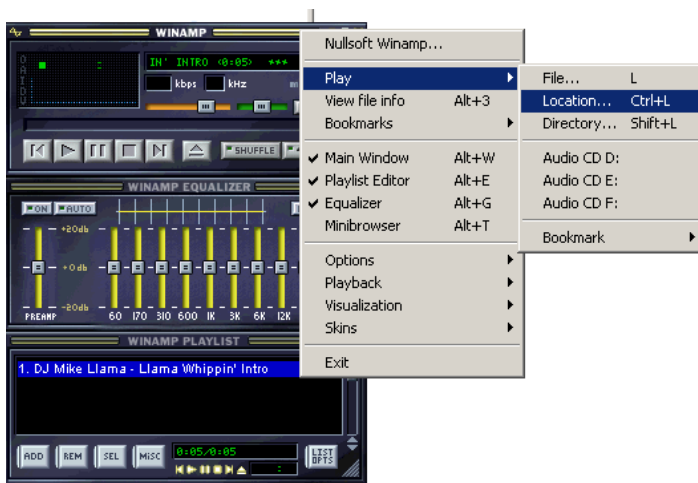 WINAMP
O
A
I
D
V
IN' INTRO <0:05> ***
kbps kHz
SHUFFLE
WINAMP EQUALIZER
ON AUTO
+20db
+0db
-20db
PREAMP 60 170 310 600 1K 3K 6K 12K
WINAMP PLAYLIST
1. DJ Mike Llama - Llama Whippin' Intro
ADD REM SEL MISC 0:05/0:05 LIST OPTS
Nullsoft Winamp...
Play
View file info Alt+3
Bookmarks
Main Window Alt+W
Playlist Editor Alt+E
Equalizer Alt+G
Minibrowser Alt+T
Options
Playback
Visualization
Skins
Exit
File... L
Location... Ctrl+L
Directory... Shift+L
Audio CD D:
Audio CD E:
Audio CD F:
Bookmark